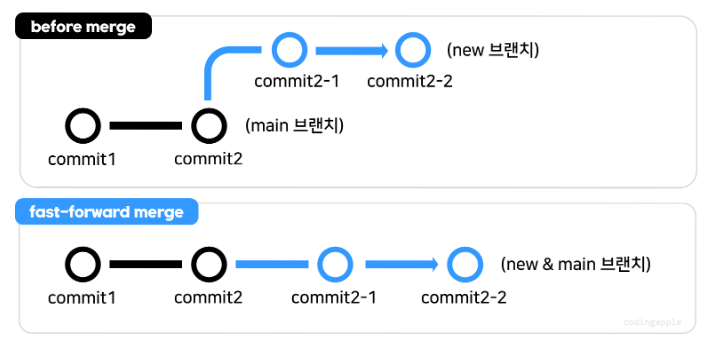 before merge
(new 브랜치)
commit2-1 commit2-2
(main 브랜치)
commit1 commit2
fast-forward merge
(new & main 브랜치)
commit1 commit2 commit2-1 commit2-2
codingapple